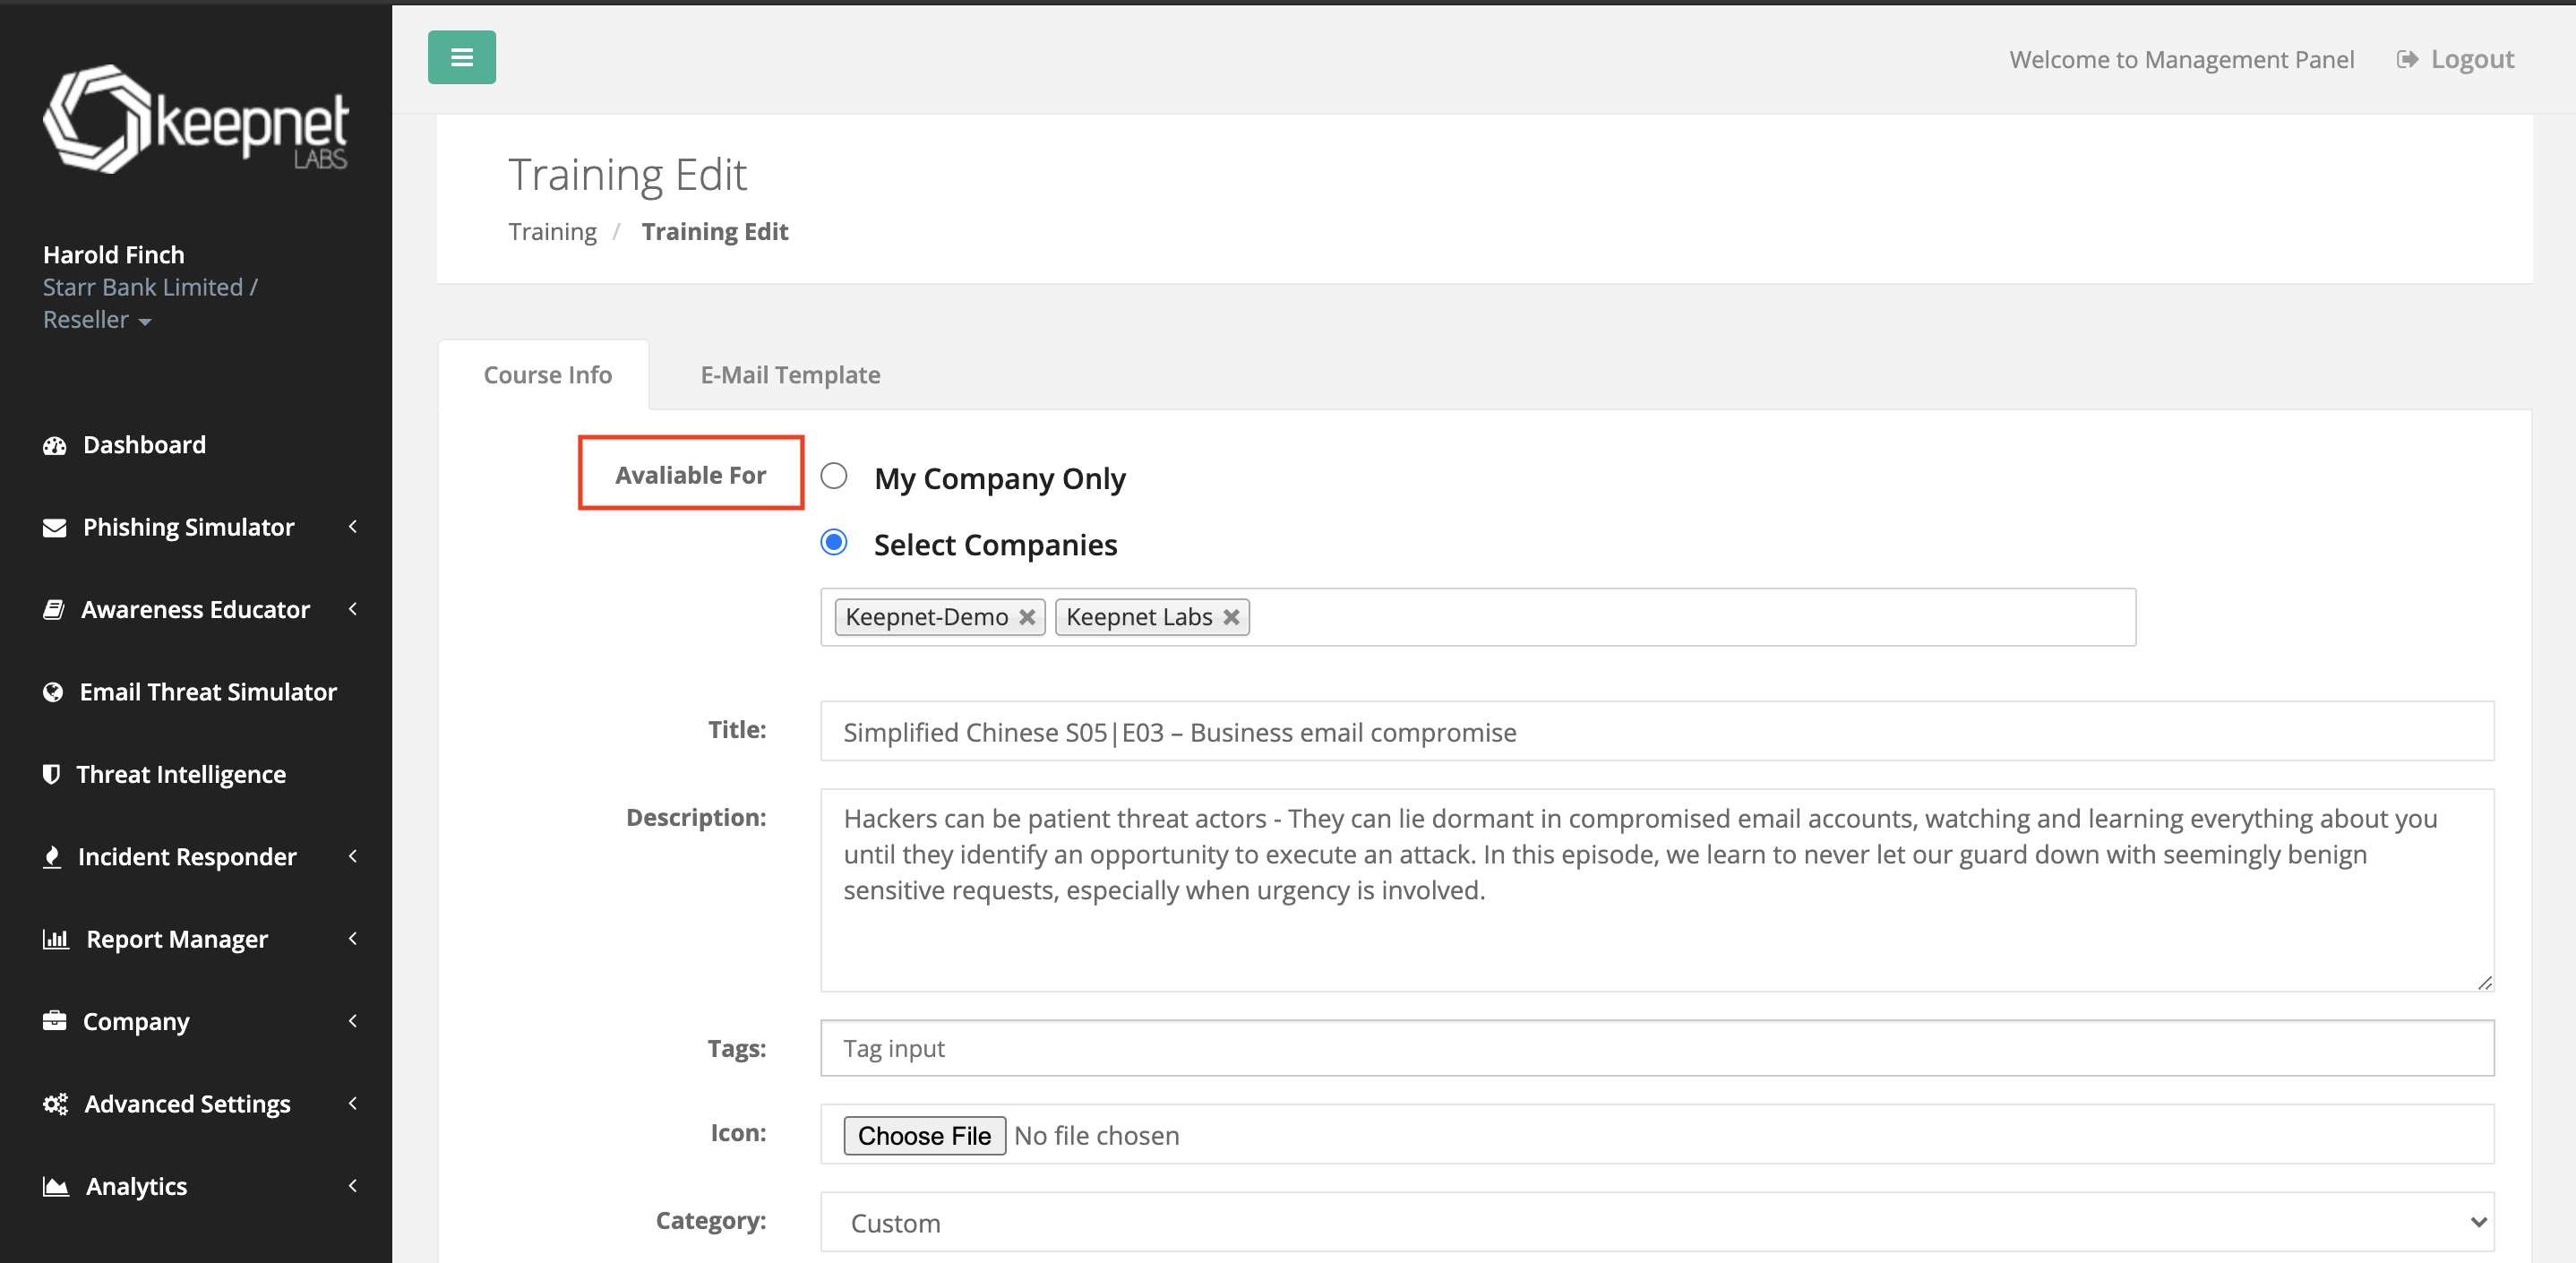 keepnet
LABS
Harold Finch
Starr Bank Limited /
Reseller
Dashboard
Phishing Simulator
Awareness Educator
Email Threat Simulator
Threat Intelligence
Incident Responder
Report Manager
Company
Advanced Settings
Analytics
Welcome to Management Panel
Logout
Training Edit
Training / Training Edit
Course Info
E-Mail Template
Avaliable For
My Company Only
Select Companies
Keepnet-Demo
Keepnet Labs
Title:
Simplified Chinese S05|E03 – Business email compromise
Description:
Hackers can be patient threat actors - They can lie dormant in compromised email accounts, watching and learning everything about you
until they identify an opportunity to execute an attack. In this episode, we learn to never let our guard down with seemingly benign
sensitive requests, especially when urgency is involved.
Tags:
Tag input
Icon:
Choose File No file chosen
Category:
Custom